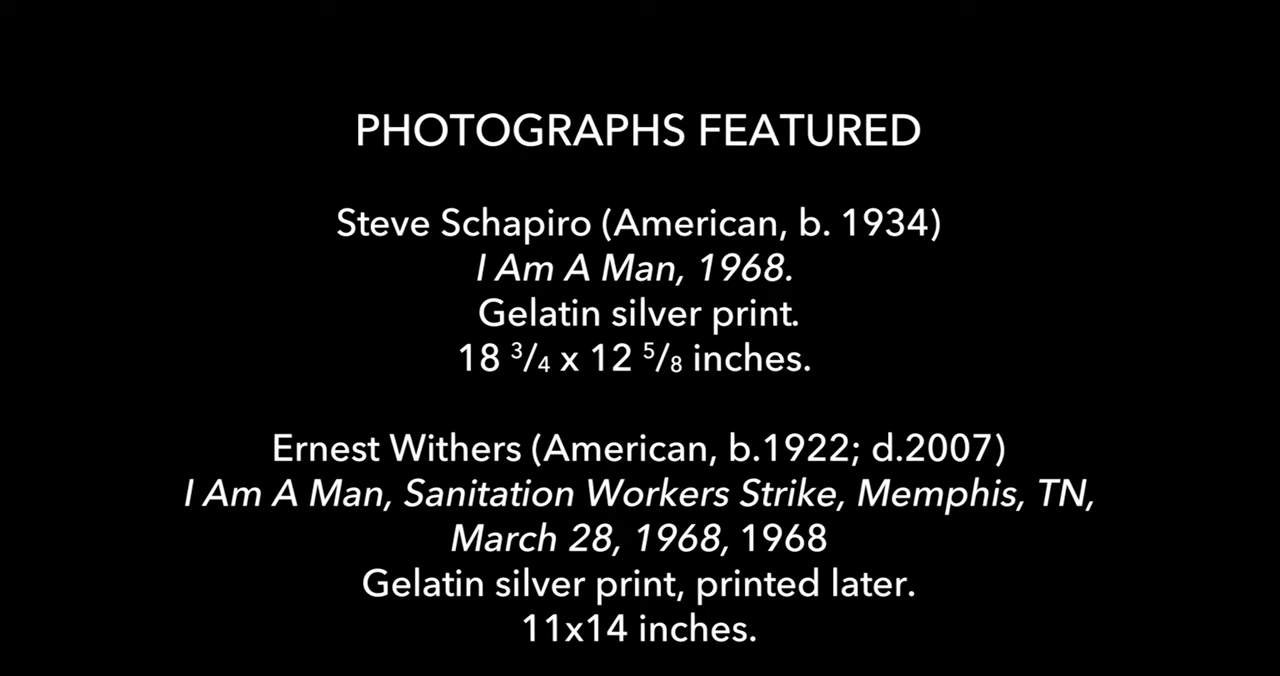 PHOTOGRAPHS FEATURED
Steve Schapiro (American, b. 1934)
I Am A Man, 1968.
Gelatin silver print.
18 3/4 x 12 5/8 inches.
Ernest Withers (American, b.1922; d.2007)
I Am A Man, Sanitation Workers Strike, Memphis, TN,
March 28, 1968, 1968
Gelatin silver print, printed later.
11x14 inches.